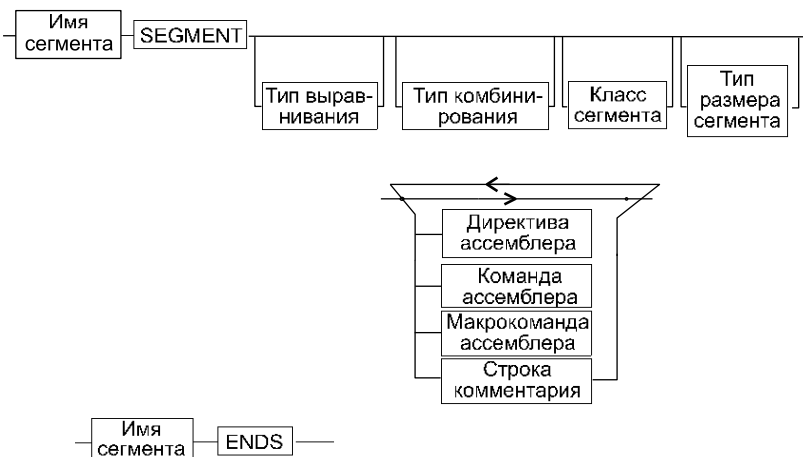 Имя
сегмента
SEGMENT
Тип вырав-
нивания
Тип комбини-
рования
Класс
сегмента
Тип
размера
сегмента
Директива
ассемблера
Команда
ассемблера
Макрокоманда
ассемблера
Строка
комментария
Имя
сегмента
ENDS